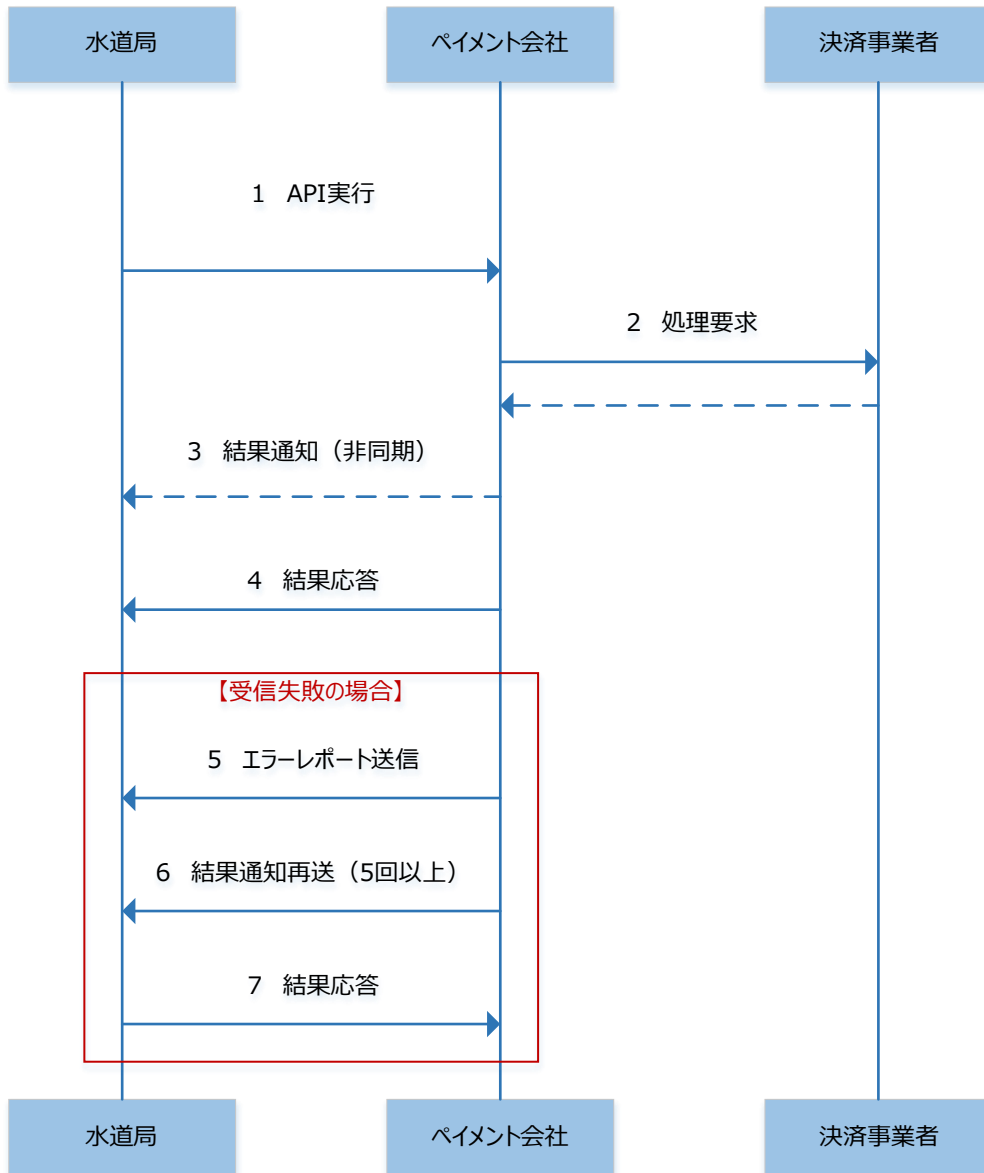 水道局
ペイメント会社
決済事業者
1 API実行
2 処理要求
3 結果通知（非同期）
4 結果応答
【受信失敗の場合】
5 エラーレポート送信
6 結果通知再送（5回以上）
7 結果応答
水道局
ペイメント会社
決済事業者